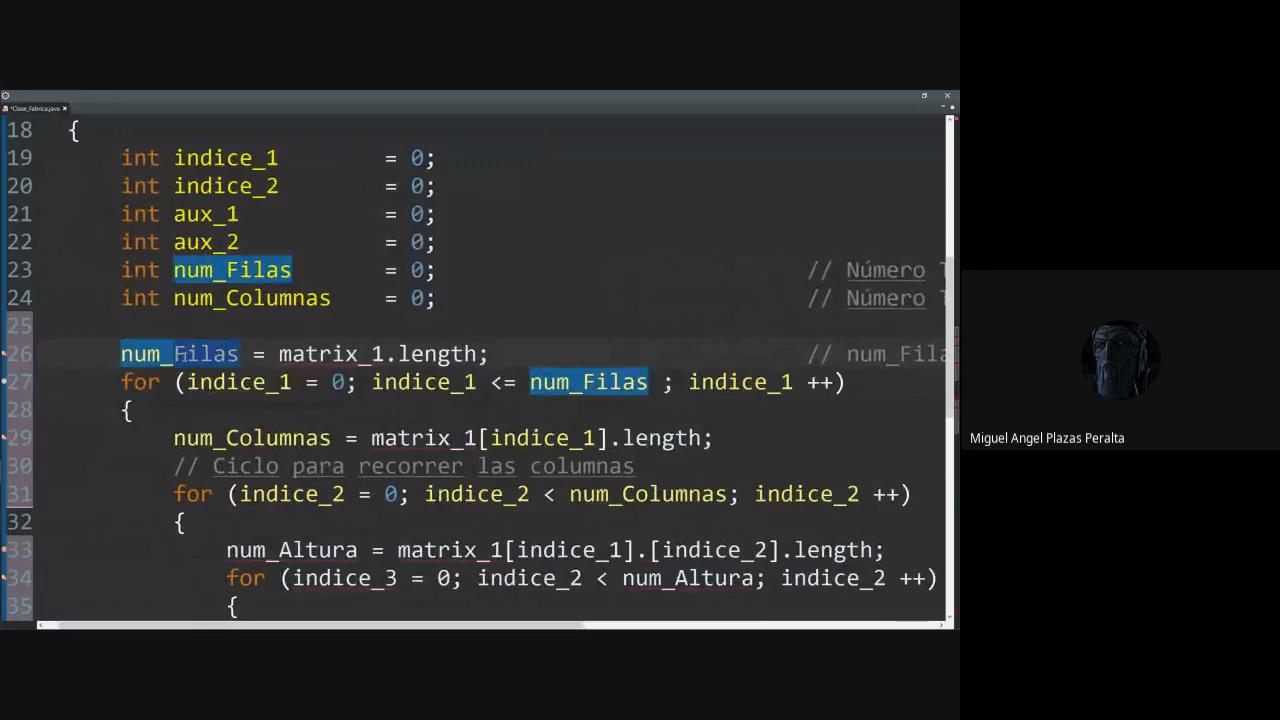 *Clase_Fabrica.java
18 {
19 int indice_1 = 0;
20 int indice_2 = 0;
21 int aux_1 = 0;
22 int aux_2 = 0;
23 int num_Filas = 0; // Número
24 int num_Columnas = 0; // Número
25
26 num_Filas = matrix_1.length; // num_Fila
27 for (indice_1 = 0; indice_1 <= num_Filas ; indice_1 ++)
28 {
29 num_Columnas = matrix_1[indice_1].length;
30 // Ciclo para recorrer las columnas
31 for (indice_2 = 0; indice_2 < num_Columnas; indice_2 ++)
32 {
33 num_Altura = matrix_1[indice_1].[indice_2].length;
34 for (indice_3 = 0; indice_2 < num_Altura; indice_2 ++)
35 {
Miguel Angel Plazas Peralta